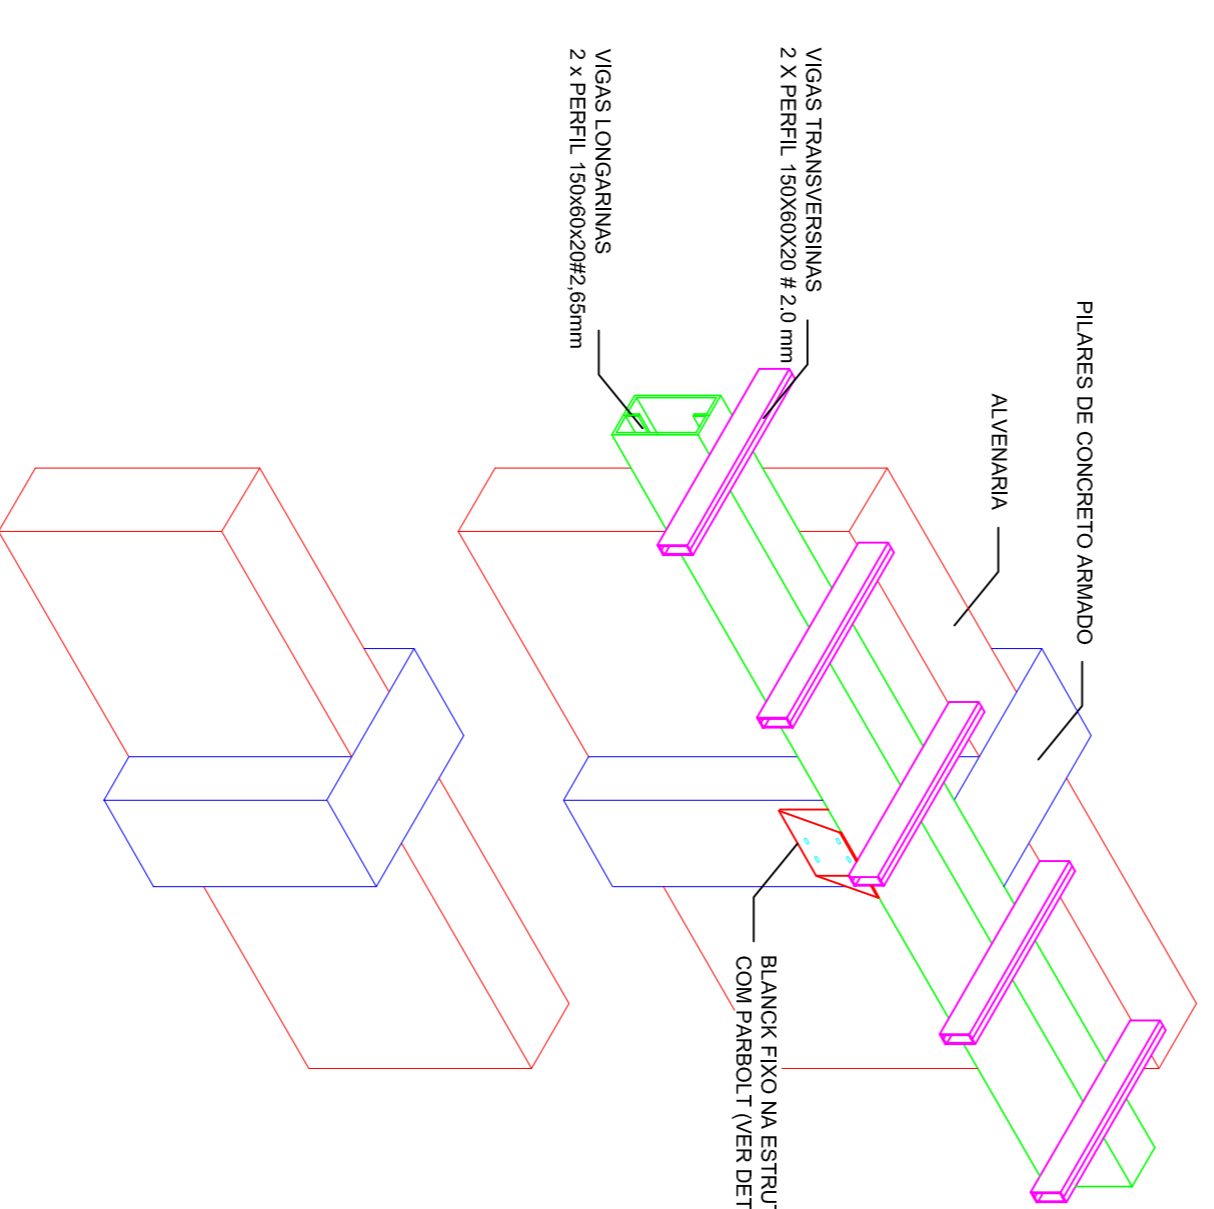 PILARES DE CONCRETO ARMADO
ALVENARIA
VIGAS TRANSVERSINAS
2 X PERFIL 150X60X20 # 2.0 mm
VIGAS LONGARINAS
2 x PERFIL 150x60x20#2,65mm
BLANCK FIXO NA
COM PARBOLT (VER DET